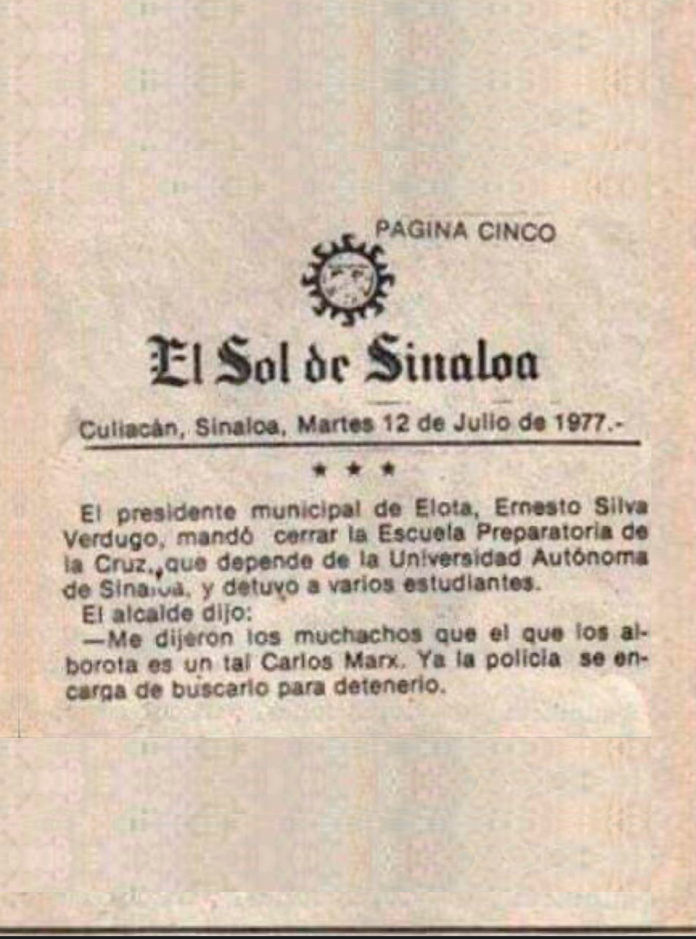 PAGINA CINCO
El Sol de Sinaloa
Culiacán, Sinaloa, Martes 12 de Julio de 1977.-
* * *
El presidente municipal de Elota, Ernesto Silva
Verdugo, mandó cerrar la Escuela Preparatoria de
la Cruz, que depende de la Universidad Autónoma
de Sinaloa, y detuvo a varios estudiantes.
El alcalde dijo:
—Me dijeron los muchachos que el que los al-
borota es un tal Carlos Marx. Ya la policía se en-
carga de buscarlo para detenerlo.